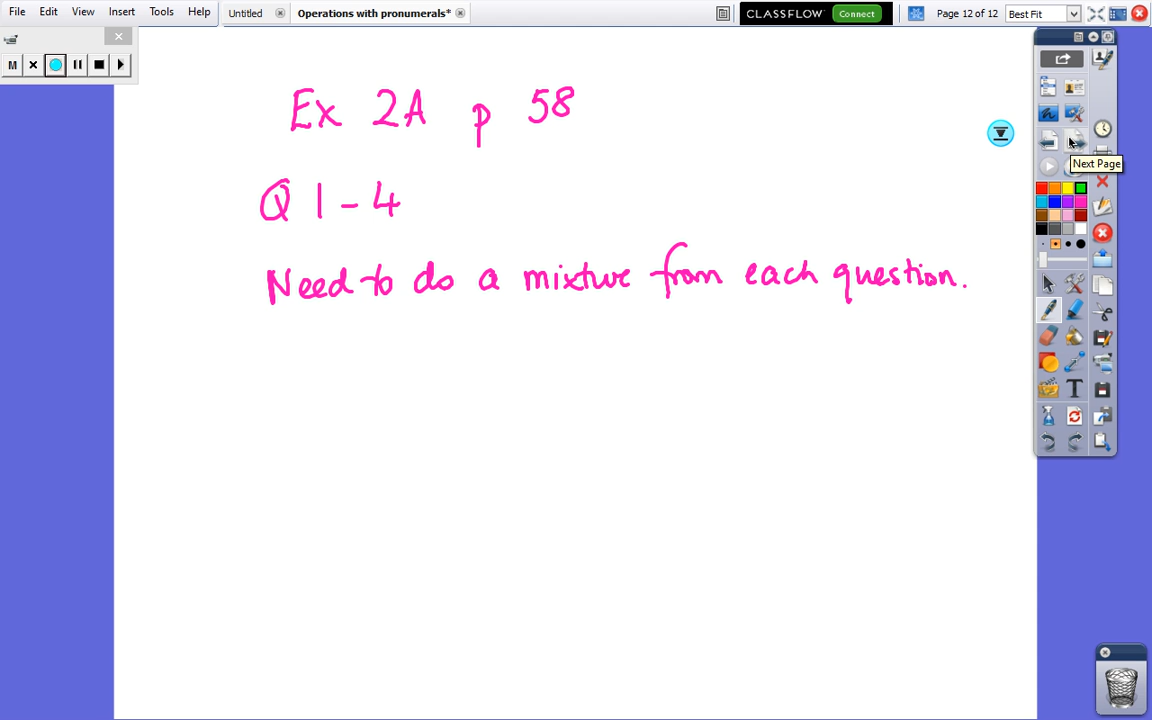 File Edit View Insert Tools Help Untitled Operations with pronumerals* CLASSFLOW Connect Page 12 of 12 Best Fit
M
Ex 2A p 58
Next Page
Q 1 - 4
Need to do a mixture from each question.
T